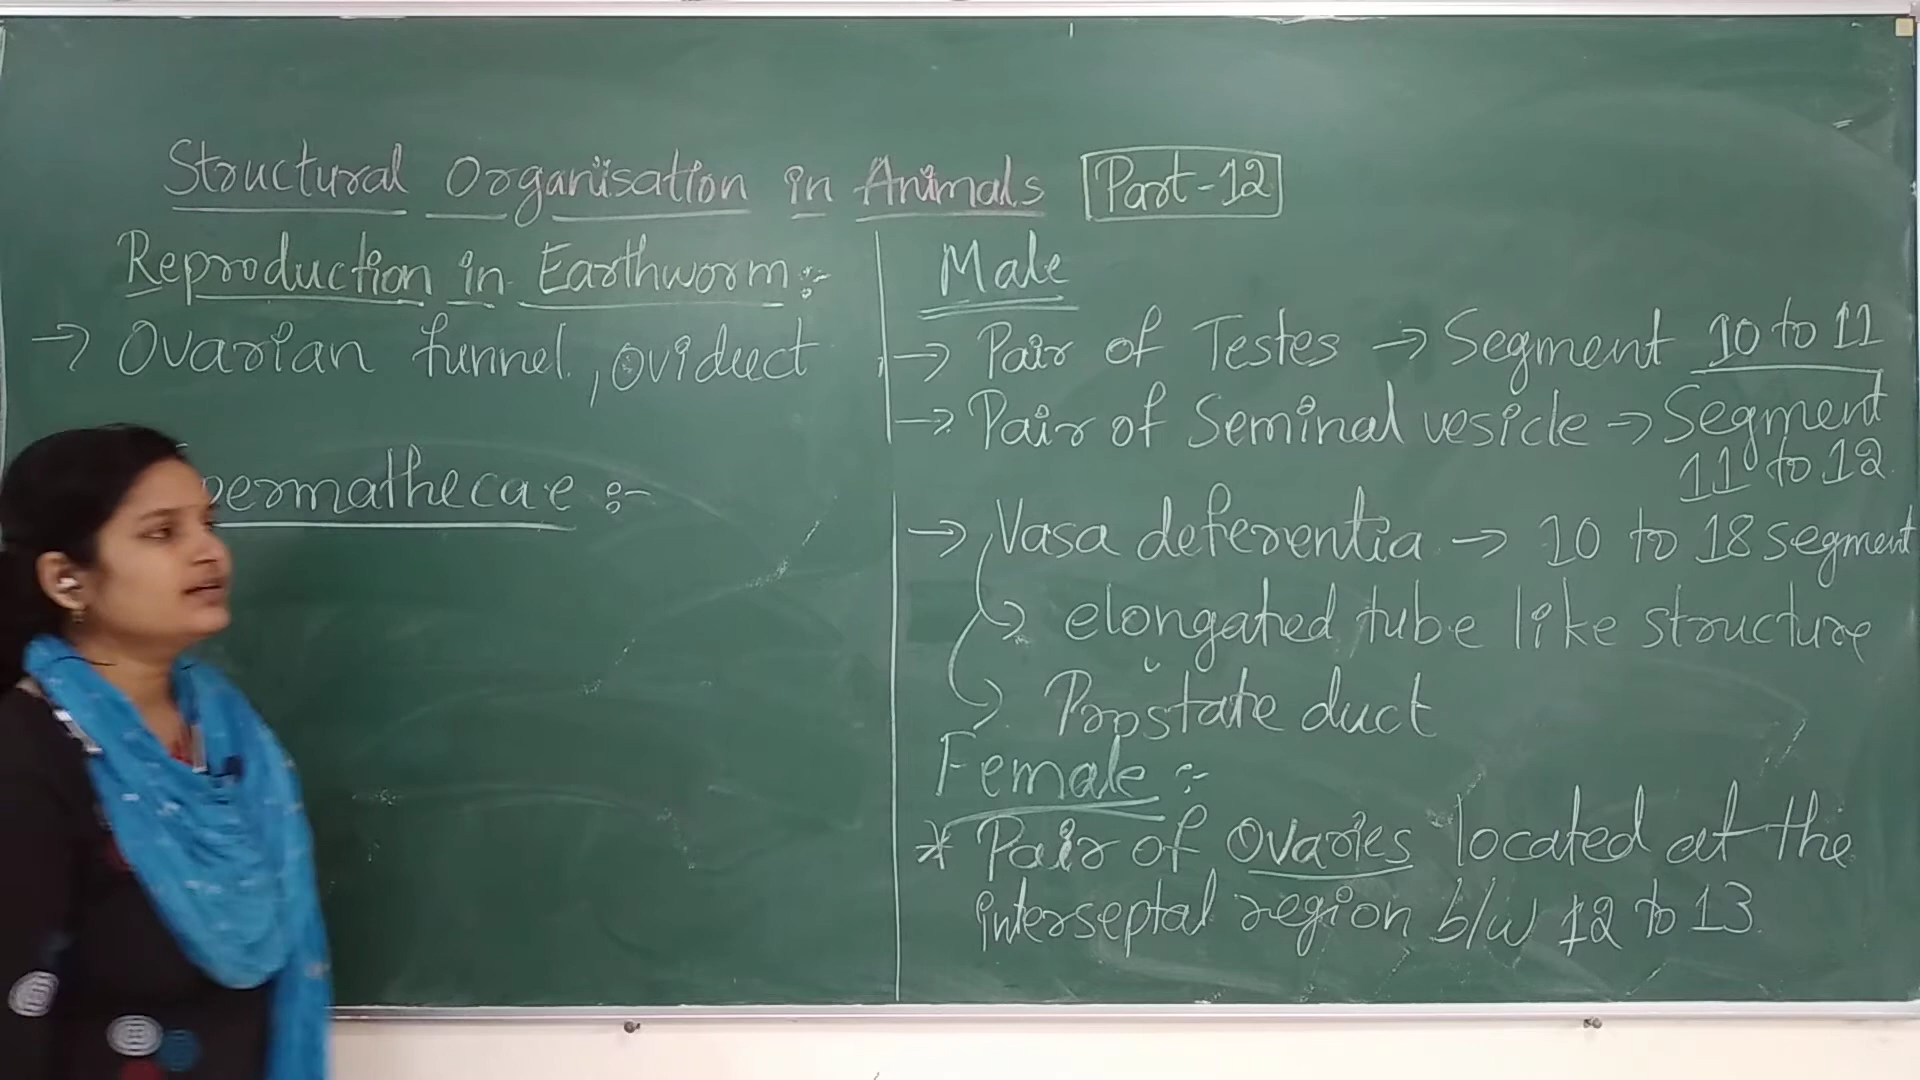 Structural Organisation in Animals Part-12
Reproduction in Earthworm:-
→ Ovarian funnel, oviduct
permathecae :-
Male
→ Pair of Testes → Segment 10 to 11
→ Pair of Seminal vesicle → Segment
11 to 12
→ Vasa deferentia → 10 to 18 segment
elongated tube like structure
Prostate duct
Female :-
* Pair of Ovaries located at the
interseptal region b/w 12 to 13